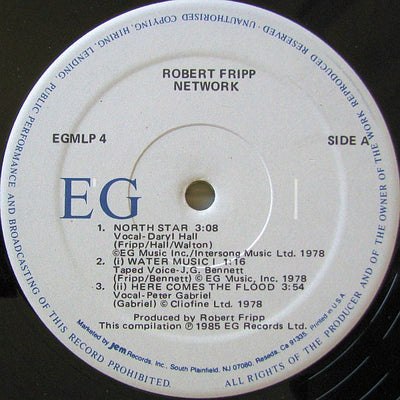 ROBERT FRIPP
NETWORK
EGMLP 4
SIDE A
EG
1. NORTH STAR 3:08
Vocal-Daryl Hall
(Fripp/Hall/Walton)
©EG Music Inc./Intersong Music Ltd. 1978
2. (i) WATER MUSIC I 1:16
Taped Voice-J.G. Bennett
(Fripp/Bennett) © EG Music, Inc. 1978
3. (ii) HERE COMES THE FLOOD 3:54
Vocal-Peter Gabriel
(Gabriel) © Cliofine Ltd. 1978
Produced by Robert Fripp
This compilation ℗ 1985 EG Records Ltd.
Marketed by jem Records, Inc., South Plainfield, NJ 07080, Reseda, Ca 91335. Printed in U.S.A.
ALL RIGHTS OF THE PRODUCER AND OF THE OWNER OF THE WORK REPRODUCED RESERVED - UNAUTHORISED COPYING, HIRING, LENDING, PUBLIC PERFORMANCE AND BROADCASTING OF THIS RECORD PROHIBITED.